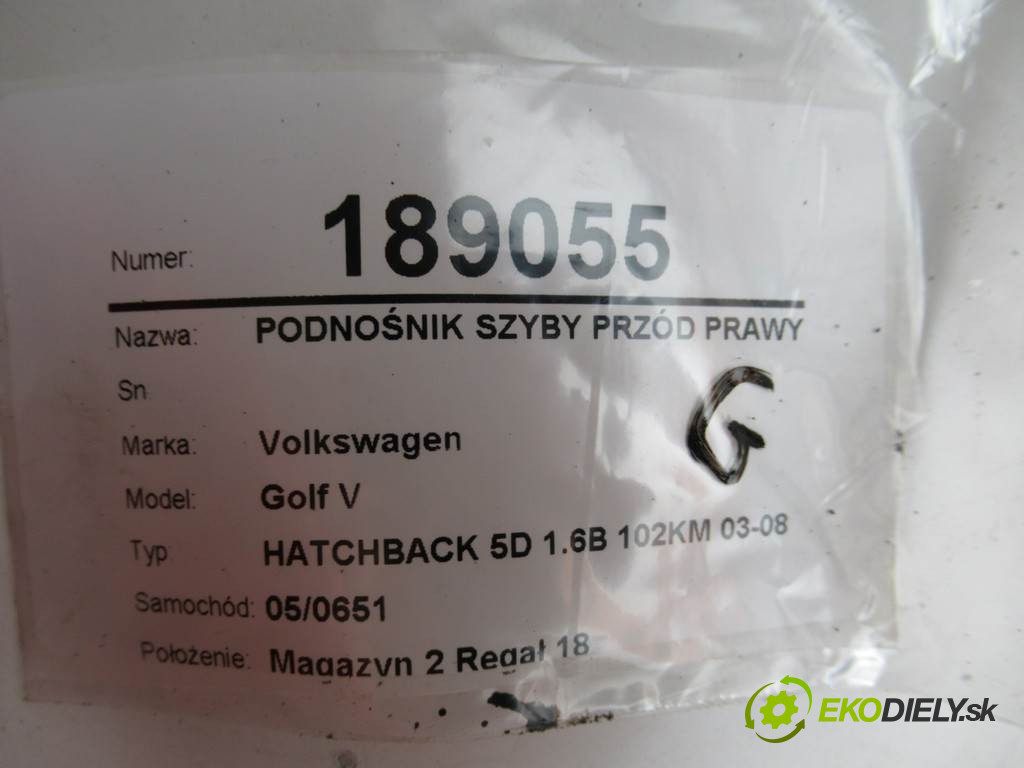 Numer: 189055
Nazwa: PODNOŚNIK SZYBY PRZÓD PRAWY
Sn
G
Marka: Volkswagen
Model: Golf V
Typ HATCHBACK 5D 1.6B 102KM 03-08
Samochód: 05/0651
Położenie: Magazyn 2 Regał 18
EKODIELY.sk